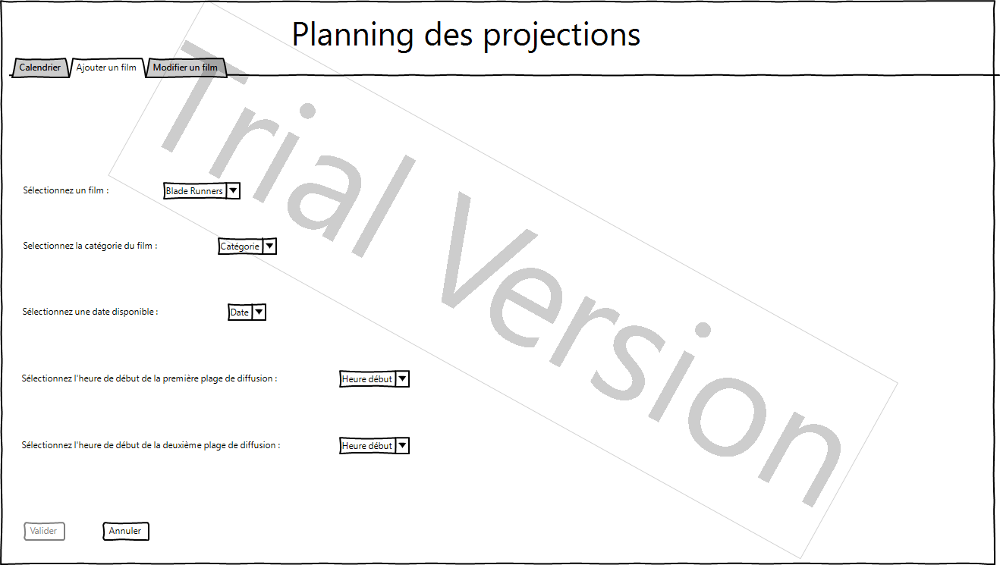 Planning des projections
Calendrier
Ajouter un film
Modifier un film
Sélectionnez un film :
Blade Runners
Selectionnez la catégorie du film :
Catégorie
Sélectionnez une date disponible :
Date
Sélectionnez l'heure de début de la première plage de diffusion :
Heure début
Sélectionnez l'heure de début de la deuxième plage de diffusion :
Heure début
Valider
Annuler
Trial Version